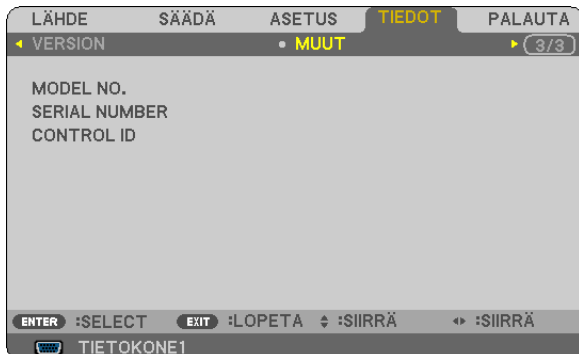 LÄHDE SÄÄDÄ ASETUS TIEDOT PALAUTA
VERSION • MUUT 3/3
MODEL NO.
SERIAL NUMBER
CONTROL ID
ENTER :SELECT EXIT :LOPETA :SIIRRÄ :SIIRRÄ
TIETOKONE1